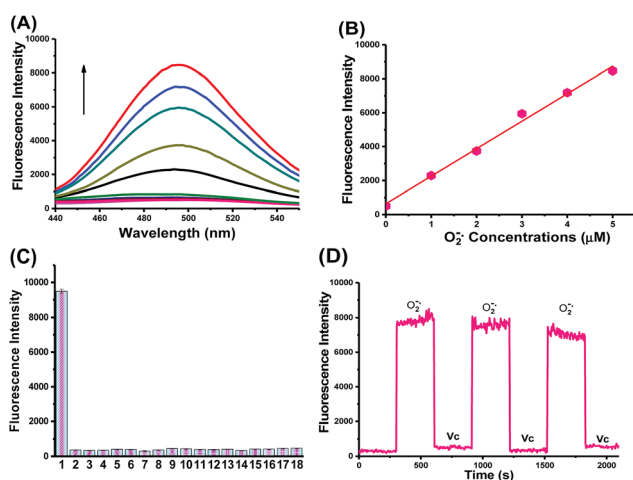 (A)
10000
8000
6000
4000
2000
0
Fluorescence Intensity
440 460 480 500 520 540
Wavelength (nm)
(B)
10000
8000
6000
4000
2000
0
Fluorescence Intensity
0 1 2 3 4 5
O₂⁻· Concentrations (μM)
(C)
10000
8000
6000
4000
2000
0
Fluorescence Intensity
1 2 3 4 5 6 7 8 9 10 11 12 13 14 15 16 17 18
(D)
10000
8000
6000
4000
2000
0
Fluorescence Intensity
O₂⁻· O₂⁻· O₂⁻·
Vc Vc Vc
0 500 1000 1500 2000
Time (s)